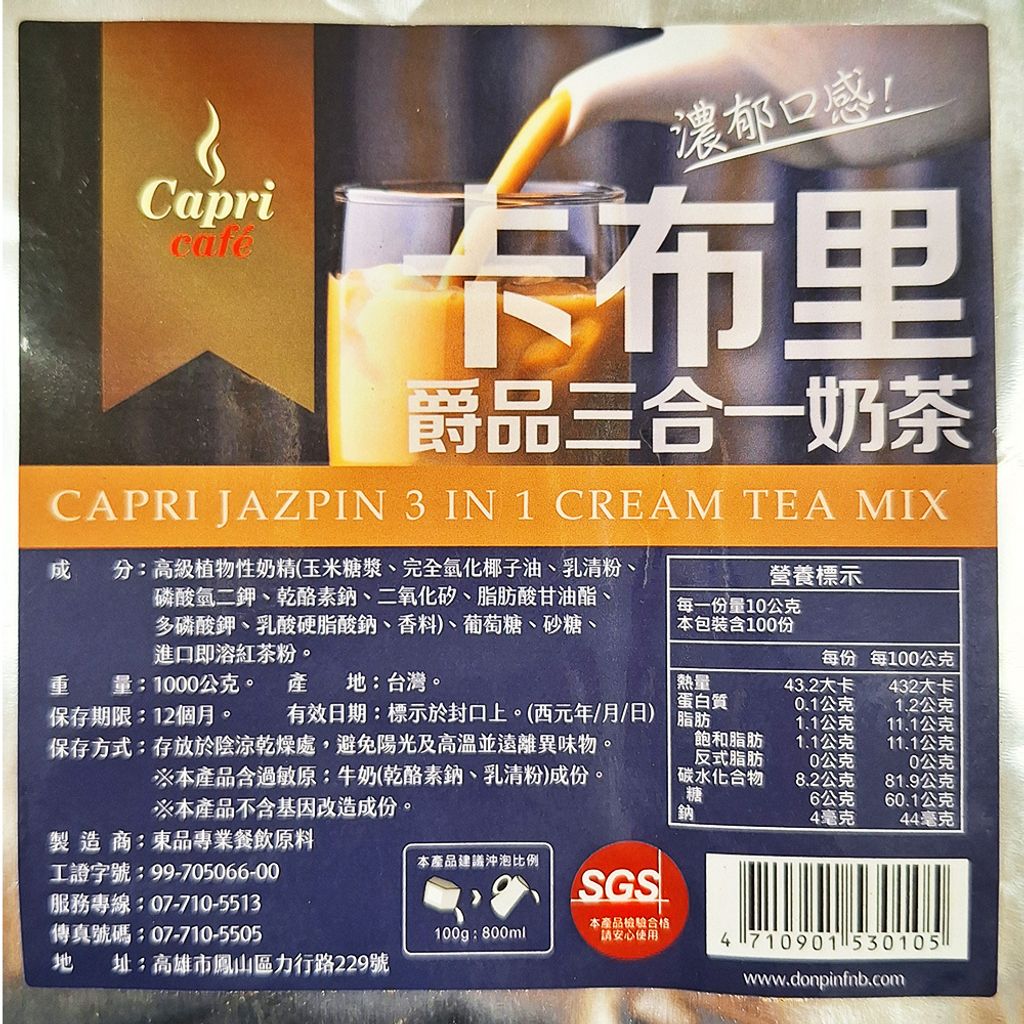 濃郁口感!
Capri
café
卡布里
爵品三合一奶茶
CAPRI JAZPIN 3 IN 1 CREAM TEA MIX
成 分：高級植物性奶精(玉米糖漿、完全氫化椰子油、乳清粉、
磷酸氫二鉀、乾酪素鈉、二氧化矽、脂肪酸甘油酯、
多磷酸鉀、乳酸硬脂酸鈉、香料)、葡萄糖、砂糖、
進口即溶紅茶粉。
重 量：1000公克。 產 地：台灣。
保存期限：12個月。 有效日期：標示於封口上。(西元年/月/日)
保存方式：存放於陰涼乾燥處，避免陽光及高溫並遠離異味物。
※本產品含過敏原：牛奶(乾酪素鈉、乳清粉)成份。
※本產品不含基因改造成份。
製 造 商：東品專業餐飲原料
工證字號：99-705066-00
服務專線：07-710-5513
傳真號碼：07-710-5505
地 址：高雄市鳳山區力行路229號
營養標示
每一份量10公克
本包裝含100份
每份 每100公克
熱量 43.2大卡 432大卡
蛋白質 0.1公克 1.2公克
脂肪 1.1公克 11.1公克
飽和脂肪 1.1公克 11.1公克
反式脂肪 0公克 0公克
碳水化合物 8.2公克 81.9公克
糖 6公克 60.1公克
鈉 4毫克 44毫克
本產品建議沖泡比例
100g : 800ml
SGS
本產品檢驗合格
請安心使用
4 710901 530105
www.donpinfnb.com